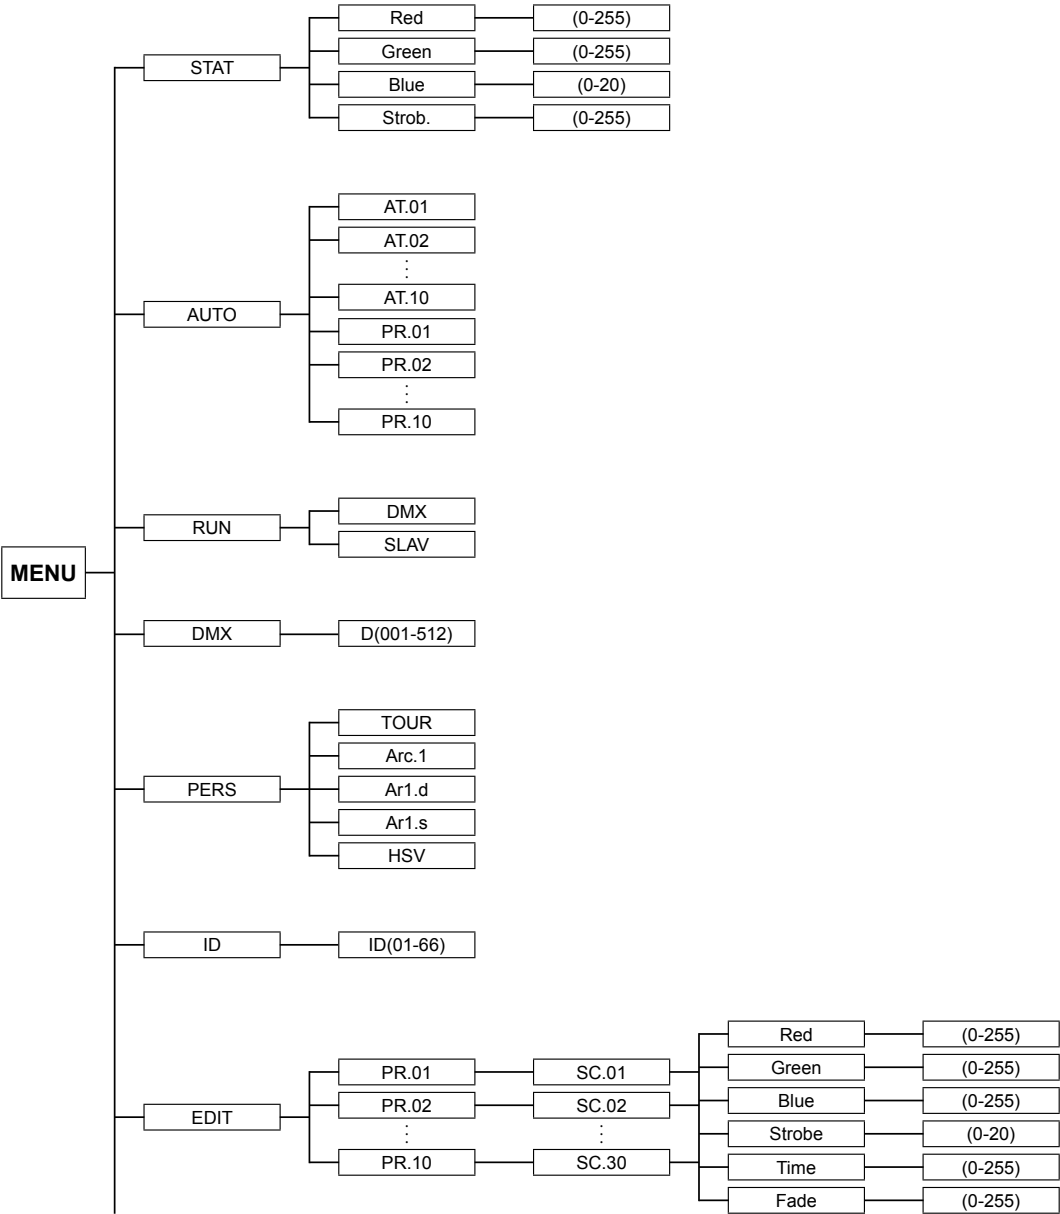 Red (0-255)
Green (0-255)
STAT
Blue (0-20)
Strob. (0-255)
AT.01
AT.02
AT.10
AUTO
PR.01
PR.02
PR.10
DMX
RUN
SLAV
MENU
DMX D(001-512)
TOUR
Arc.1
PERS Ar1.d
Ar1.s
HSV
ID ID(01-66)
Red (0-255)
PR.01 SC.01 Green (0-255)
PR.02 SC.02 Blue (0-255)
EDIT
Strobe (0-20)
PR.10 SC.30 Time (0-255)
Fade (0-255)